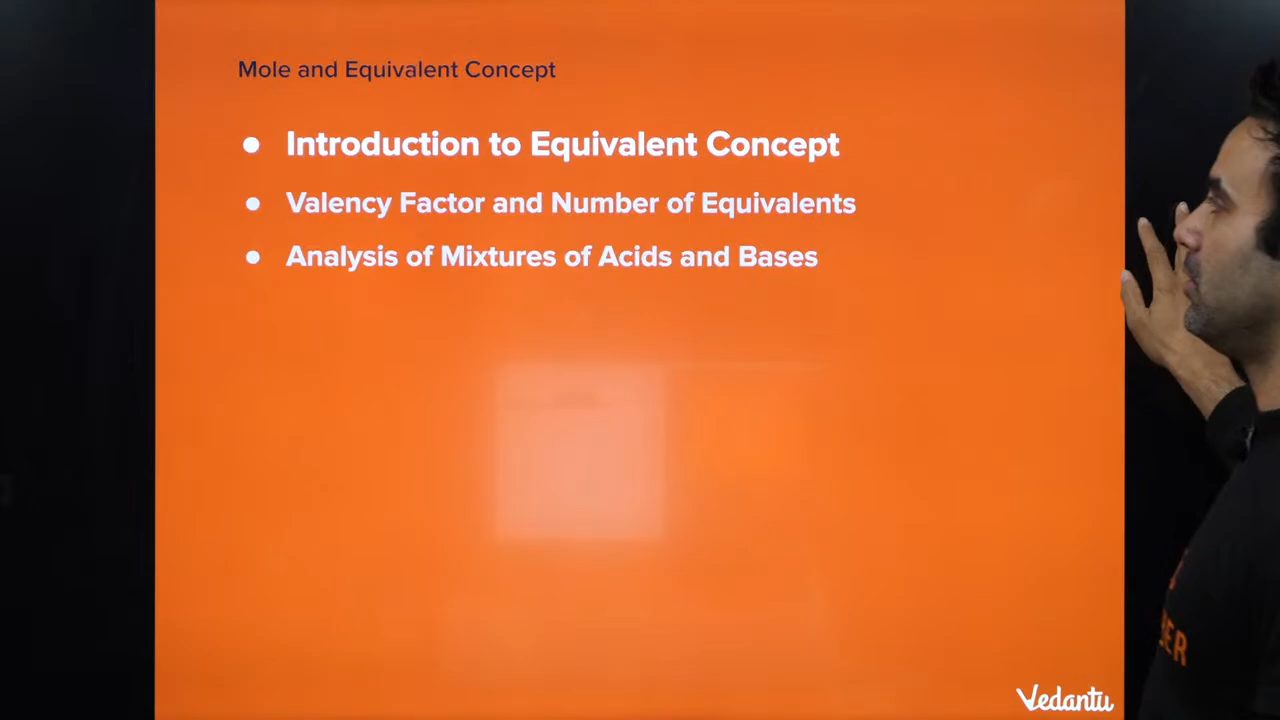 Mole and Equivalent Concept
● Introduction to Equivalent Concept
● Valency Factor and Number of Equivalents
● Analysis of Mixtures of Acids and Bases
Vedantu